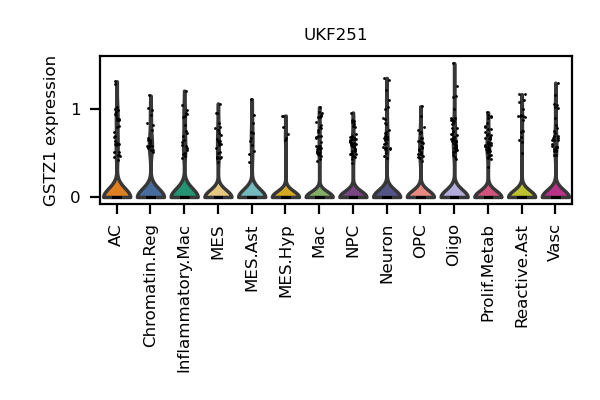 UKF251
GSTZ1 expression
1
0
AC
Chromatin.Reg
Inflammatory.Mac
MES
MES.Ast
MES.Hyp
Mac
NPC
Neuron
OPC
Oligo
Prolif.Metab
Reactive.Ast
Vasc